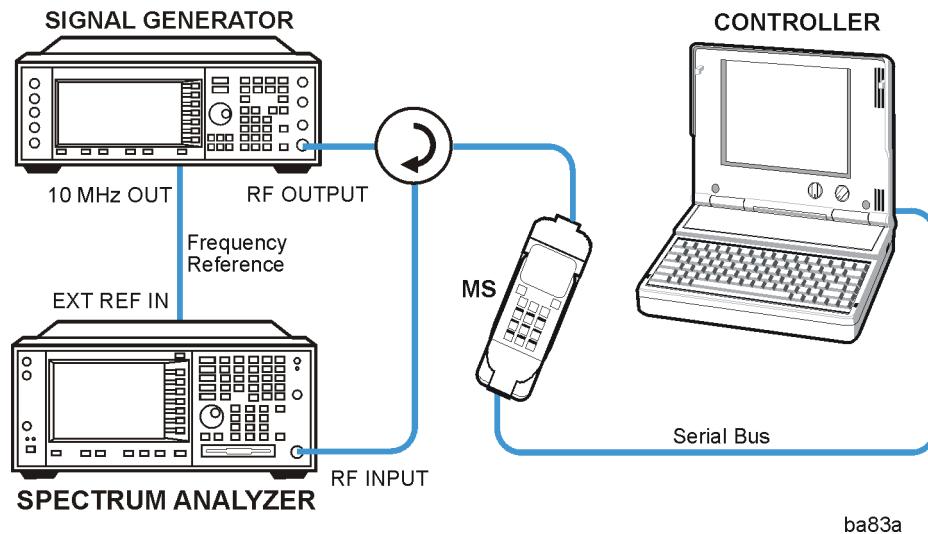 SIGNAL GENERATOR
CONTROLLER
10 MHz OUT
RF OUTPUT
Frequency
Reference
MS
EXT REF IN
Serial Bus
RF INPUT
SPECTRUM ANALYZER
ba83a